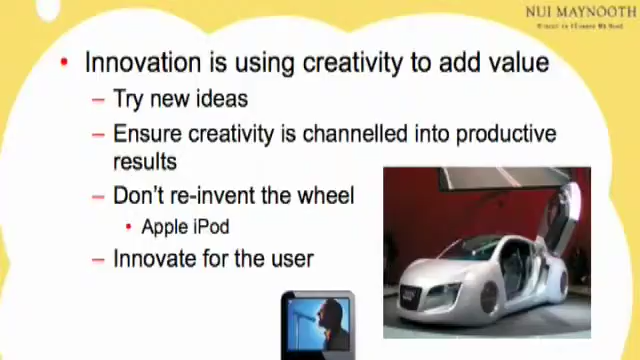 NUI MAYNOOTH
• Innovation is using creativity to add value
– Try new ideas
– Ensure creativity is channelled into productive
results
– Don't re-invent the wheel
• Apple iPod
– Innovate for the user